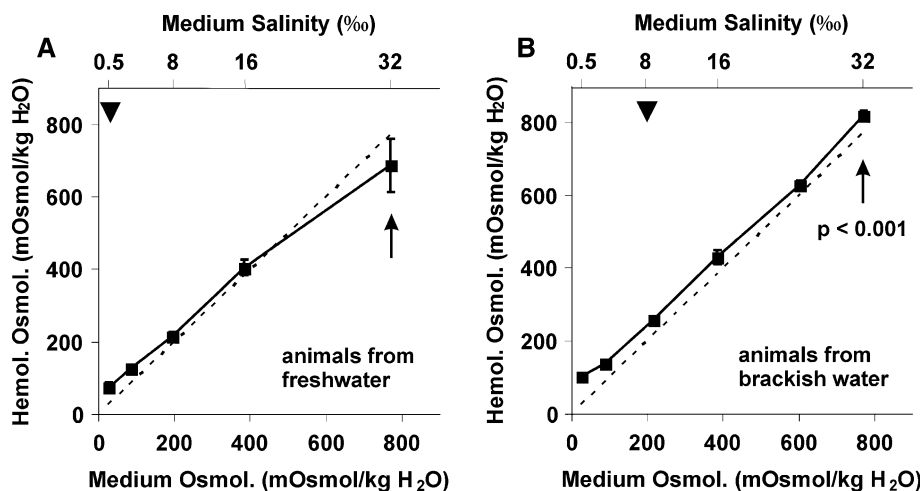 A
Medium Salinity (‰)
0.5 8 16 32
Hemol. Osmol. (mOsmol/kg H2O)
800
600
400
200
0
animals from
freshwater
0 200 400 600 800
Medium Osmol. (mOsmol/kg H2O)
B
Medium Salinity (‰)
0.5 8 16 32
Hemol. Osmol. (mOsmol/kg H2O)
800
600
400
200
0
p < 0.001
animals from
brackish water
0 200 400 600 800
Medium Osmol. (mOsmol/kg H2O)